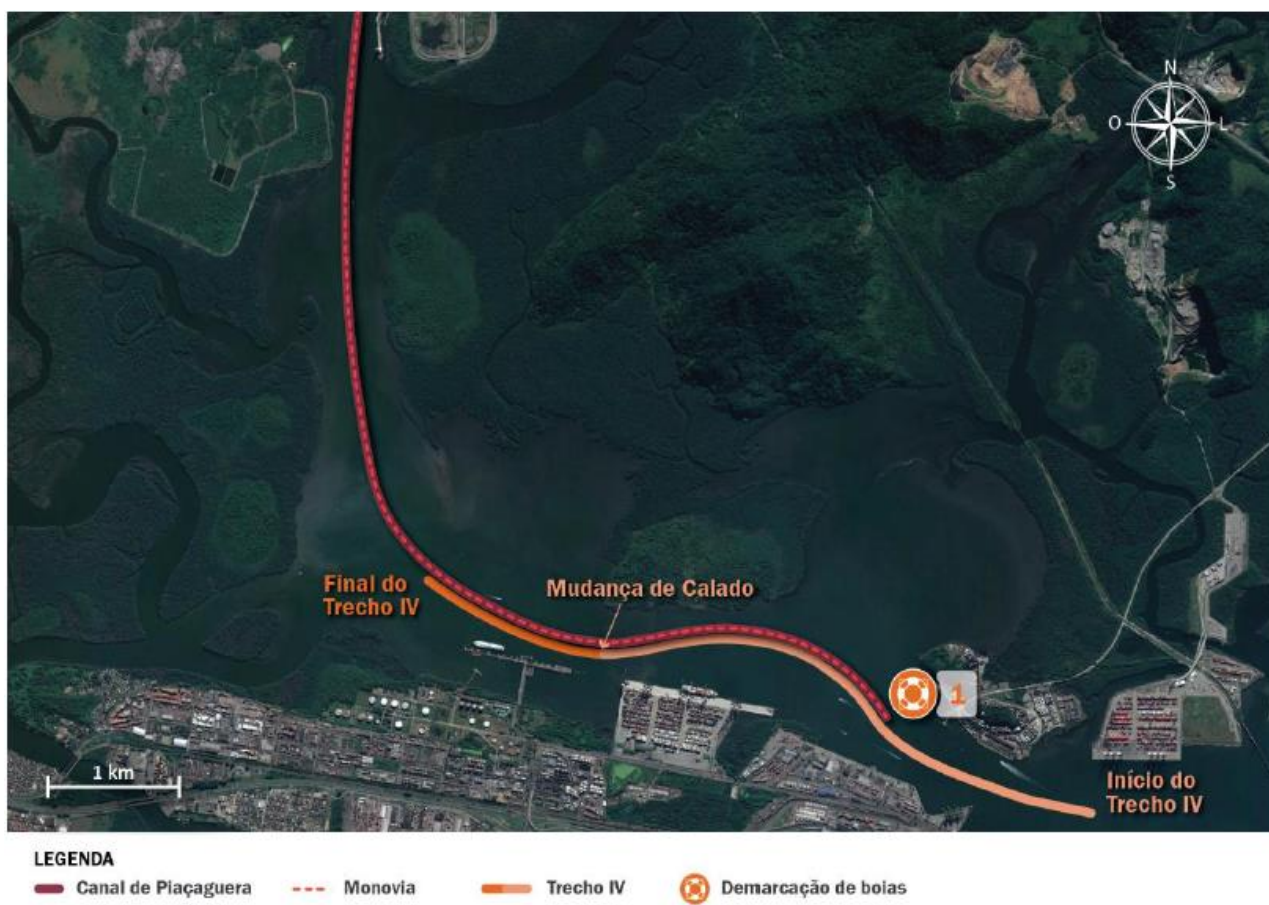 N
O
L
S
Final do
Trecho IV
Mudança de Calado
1
1 km
Início do
Trecho IV
LEGENDA
Canal de Piaçaguera
Monovia
Trecho IV
Demarcação de boias